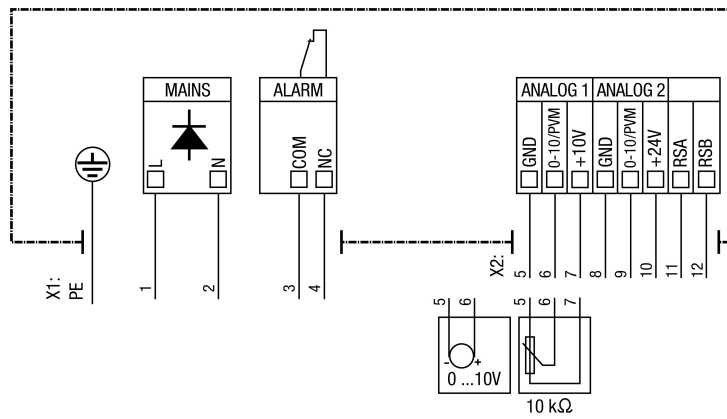 MAINS
ALARM
ANALOG 1
ANALOG 2
L
N
COM
NC
GND
0-10/PVM
+10V
GND
0-10/PVM
+24V
RSA
RSB
X1:
PE
1
2
3
4
X2:
5
6
7
8
9
10
11
12
5
6
5
6
7
- +
0 ...10V
10 kΩ